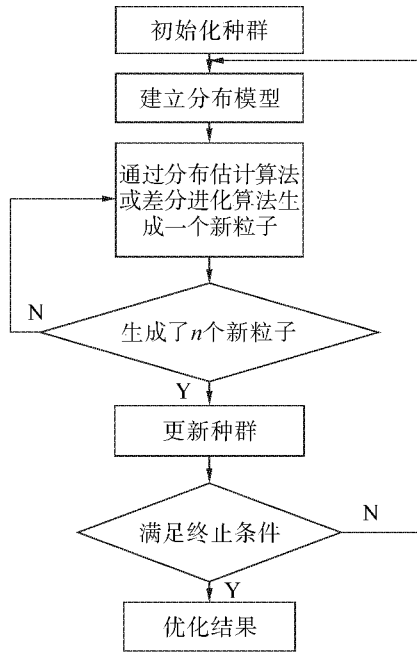 初始化种群
建立分布模型
通过分布估计算法
或差分进化算法生
成一个新粒子
N
生成了n个新粒子
Y
更新种群
满足终止条件
N
Y
优化结果